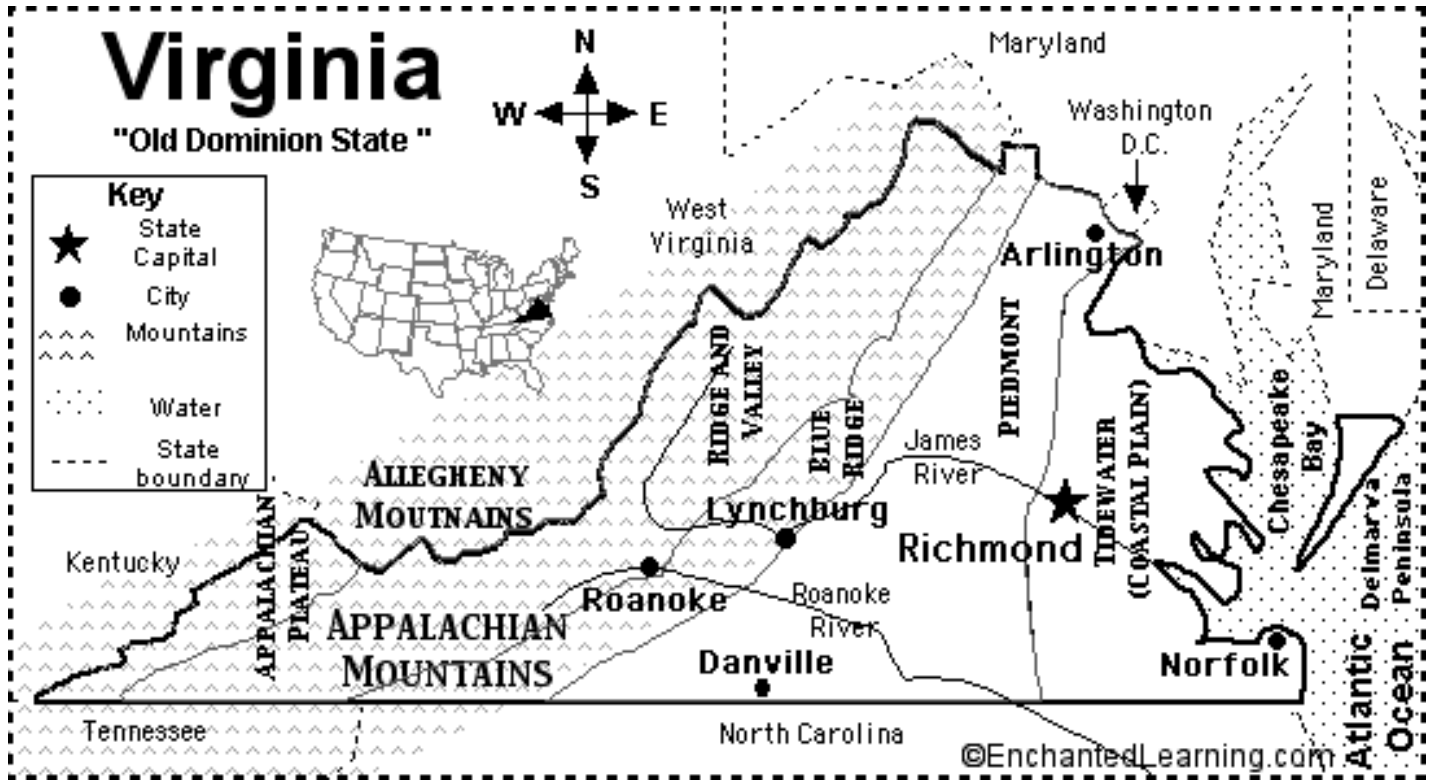 Virginia
"Old Dominion State "
N
W
E
S
Key
State
Capital
City
Mountains
Water
State
boundary
Maryland
Washington
D.C.
West
Virginia
Maryland
Delaware
Arlington
RIDGE AND
VALLEY
BLUE
RIDGE
PIEDMONT
TIDEWATER
(COASTAL PLAIN)
Chesapeake
Bay
Delmarva
Peninsula
James
River
ALLEGHENY
MOUTNAINS
Lynchburg
Richmond
Kentucky
APPALACHIAN
PLATEAU
Roanoke
Roanoke
River
APPALACHIAN
MOUNTAINS
Danville
Norfolk
Atlantic
Ocean
Tennessee
North Carolina
©EnchantedLearning.com